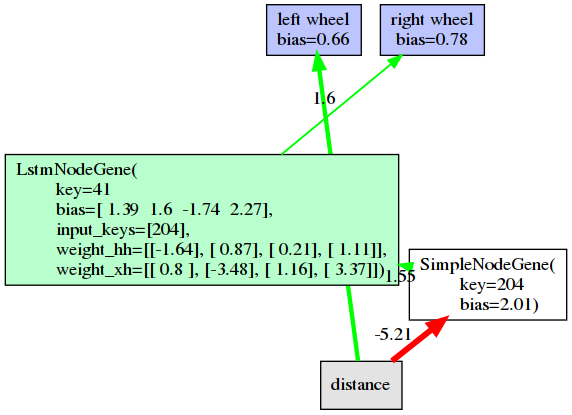 left wheel
bias=0.66
right wheel
bias=0.78
1.6
LstmNodeGene(
key=41
bias=[ 1.39  1.6  -1.74  2.27],
input_keys=[204],
weight_hh=[[-1.64], [ 0.87], [ 0.21], [ 1.11]],
weight_xh=[[ 0.8 ], [-3.48], [ 1.16], [ 3.37]])
1.55
SimpleNodeGene(
key=204
bias=2.01)
-5.21
distance